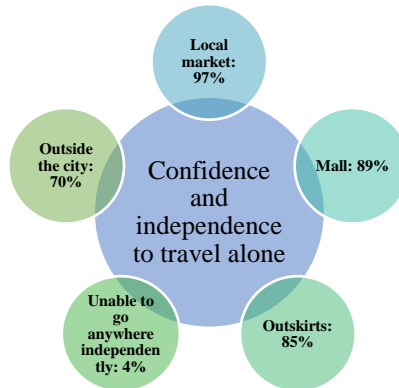 Local
market:
97%
Mall: 89%
Outskirts:
85%
Unable to
go
anywhere
independen
tly: 4%
Outside
the city:
70%
Confidence
and
independence
to travel alone